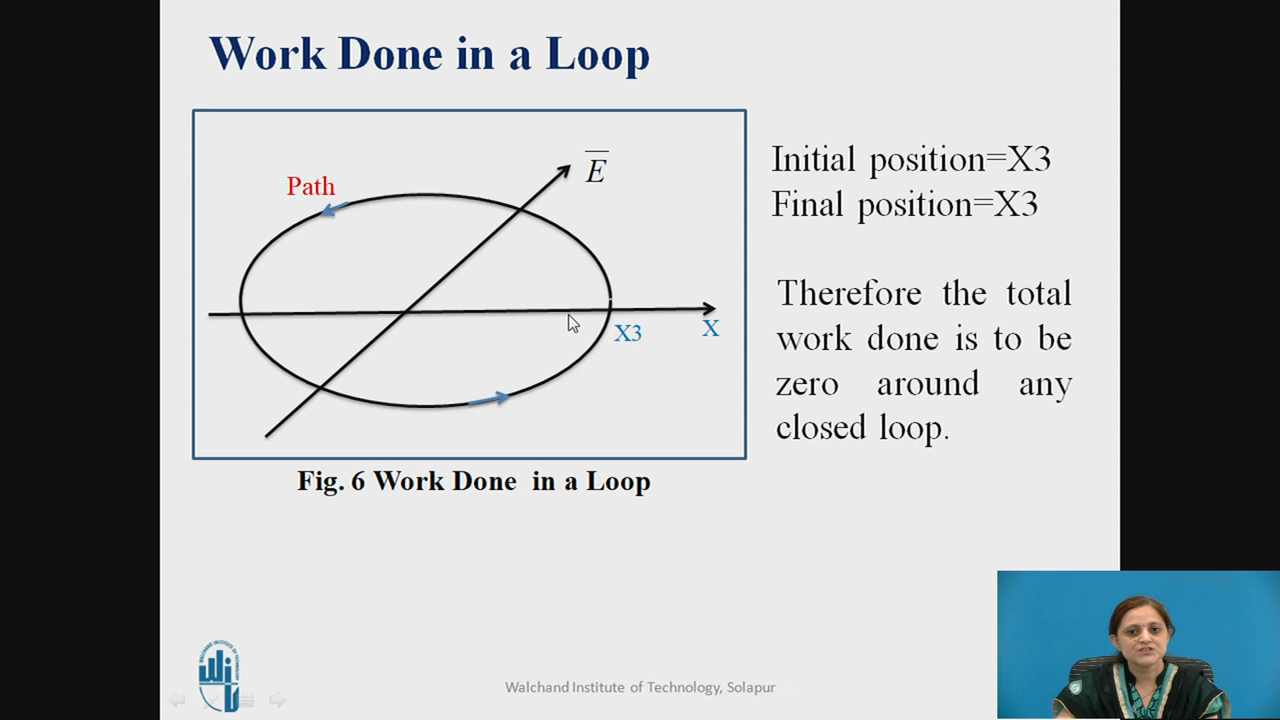 Work Done in a Loop
Path
E
X3
X
Initial position=X3
Final position=X3
Therefore the total
work done is to be
zero around any
closed loop.
Fig. 6 Work Done in a Loop
Walchand Institute of Technology, Solapur